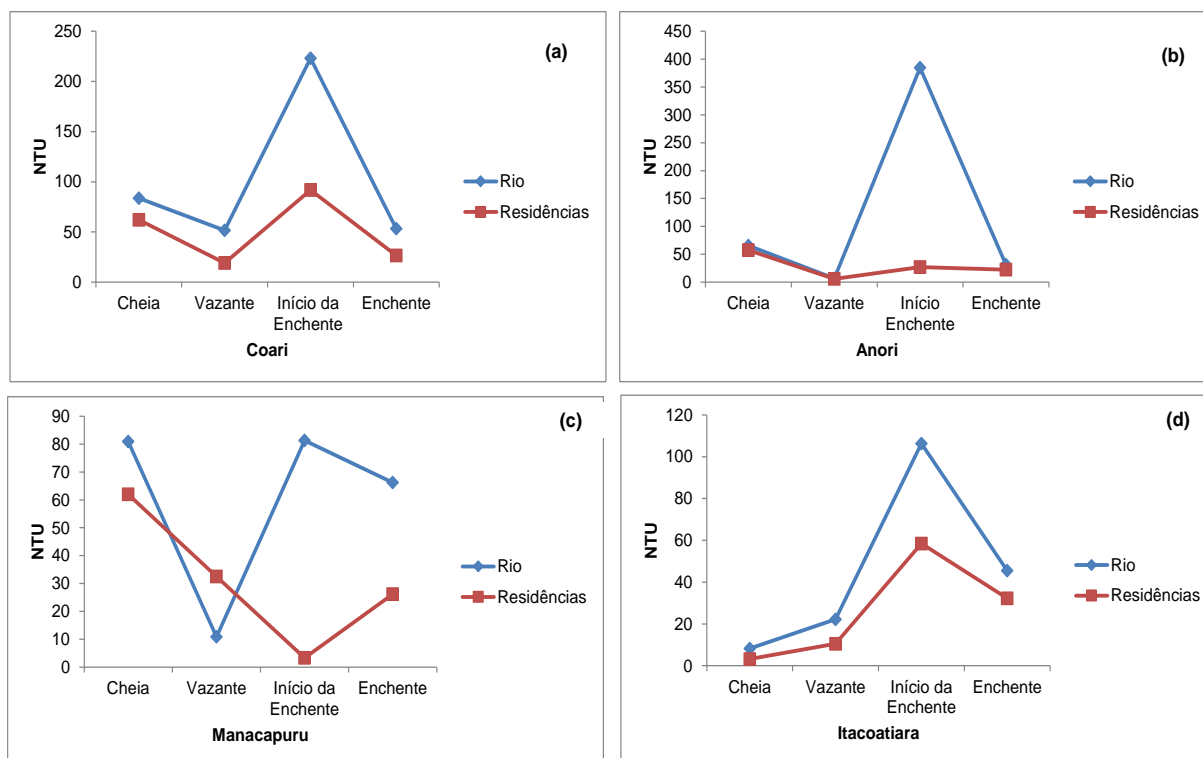 250
200
150
100
50
0
NTU
(a)
Rio
Residências
Cheia
Vazante
Início da
Enchente
Enchente
Coari
450
400
350
300
250
200
150
100
50
0
NTU
(b)
Rio
Residências
Cheia
Vazante
Início
Enchente
Enchente
Anori
90
80
70
60
50
40
30
20
10
0
NTU
(c)
Rio
Residências
Cheia
Vazante
Início da
Enchente
Enchente
Manacapuru
120
100
80
60
40
20
0
NTU
(d)
Rio
Residências
Cheia
Vazante
Início da
Enchente
Enchente
Itacoatiara